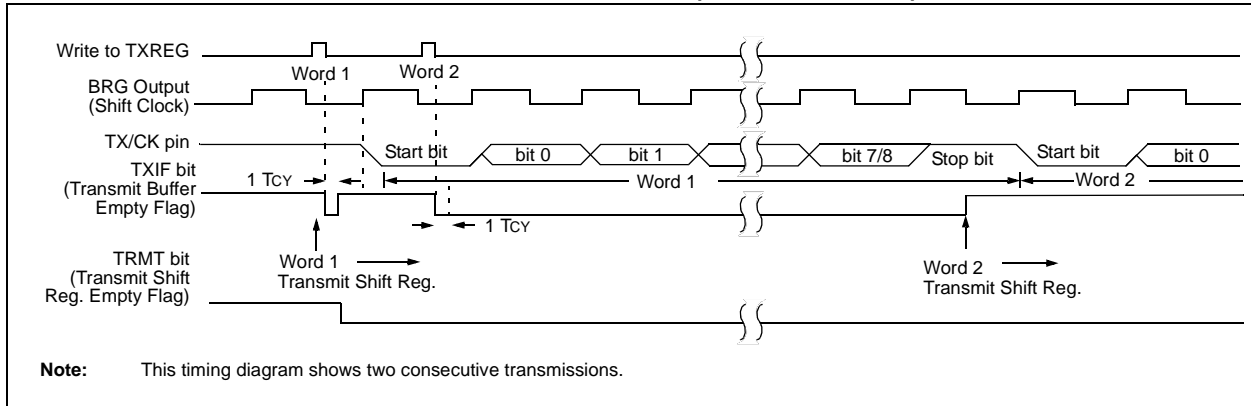 Write to TXREG
Word 1
Word 2
BRG Output
(Shift Clock)
TX/CK pin
Start bit
bit 0
bit 1
bit 7/8
Stop bit
Start bit
bit 0
TXIF bit
(Transmit Buffer
Empty Flag)
1 TCY
Word 1
Word 2
1 TCY
Word 1
Transmit Shift Reg.
Word 2
Transmit Shift Reg.
TRMT bit
(Transmit Shift
Reg. Empty Flag)
Note: This timing diagram shows two consecutive transmissions.